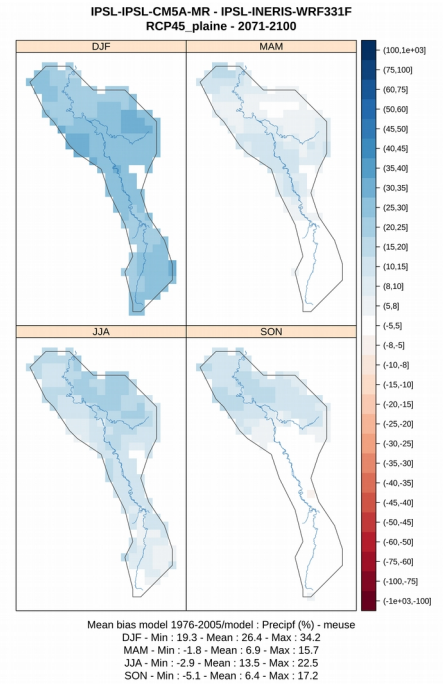 IPSL-IPSL-CM5A-MR - IPSL-INERIS-WRF331F
RCP45_plaine - 2071-2100
DJF
MAM
JJA
SON
(100,1e+03]
(75,100]
(60,75]
(50,60]
(45,50]
(40,45]
(35,40]
(30,35]
(25,30]
(20,25]
(15,20]
(10,15]
(8,10]
(5,8]
(-5,5]
(-8,-5]
(-10,-8]
(-15,-10]
(-20,-15]
(-25,-20]
(-30,-25]
(-35,-30]
(-40,-35]
(-45,-40]
(-50,-45]
(-60,-50]
(-75,-60]
(-100,-75]
(-1e+03,-100]
Mean bias model 1976-2005/model : Precipf (%) - meuse
DJF - Min : 19.3 - Mean : 26.4 - Max : 34.2
MAM - Min : -1.8 - Mean : 6.9 - Max : 15.7
JJA - Min : -2.9 - Mean : 13.5 - Max : 22.5
SON - Min : -5.1 - Mean : 6.4 - Max : 17.2